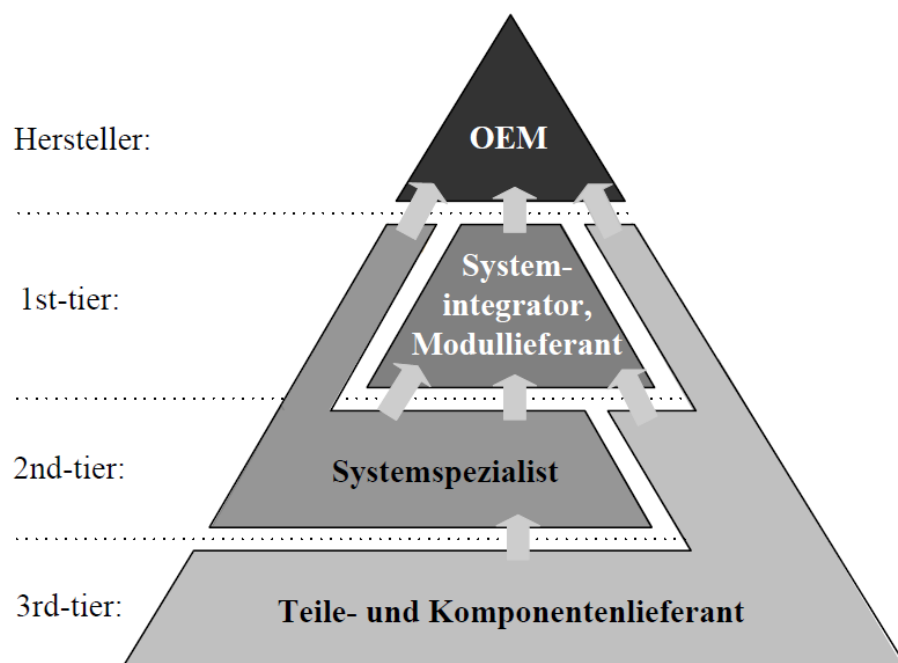 Hersteller:
OEM
1st-tier:
System-
integrator,
Modullieferant
2nd-tier:
Systemspezialist
3rd-tier:
Teile- und Komponentenlieferant